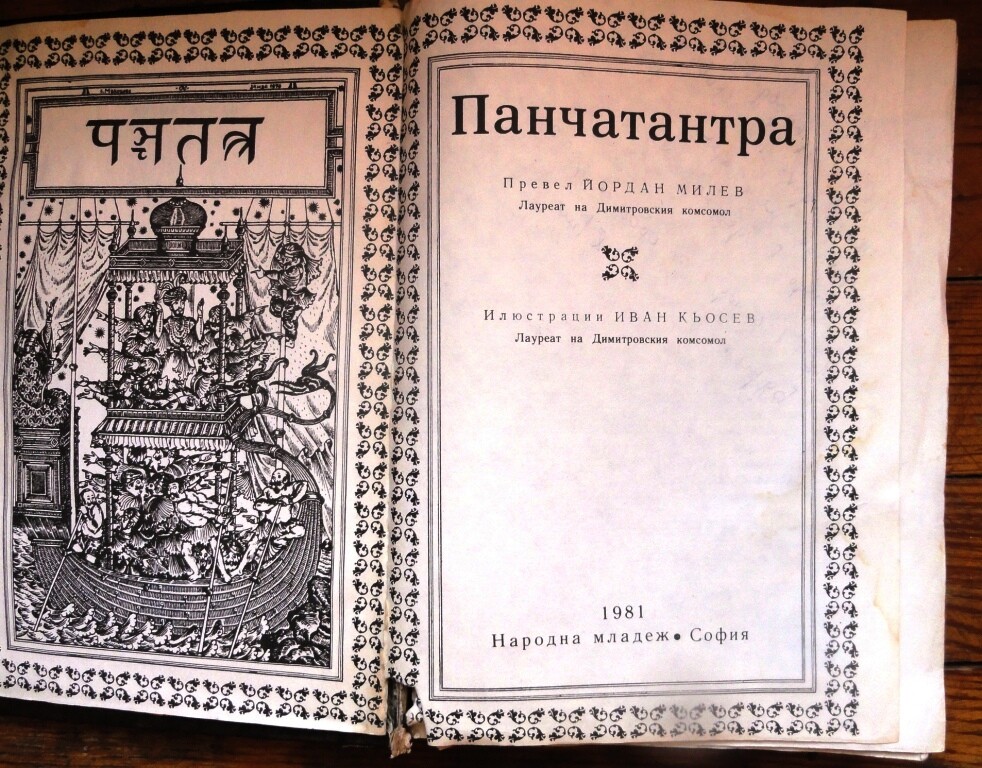 पञ्चतन्त्र
Панчатантра
Превел ЙОРДАН МИЛЕВ
Лауреат на Димитровския комсомол
Илюстрации ИВАН КЬОСЕВ
Лауреат на Димитровския комсомол
1981
Народна младеж • София